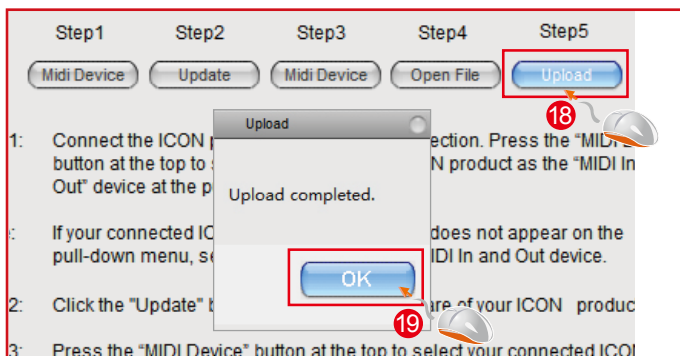 Step1 Step2 Step3 Step4 Step5
Midi Device Update Midi Device Open File Upload
18
Upload
1: Connect the ICON ection. Press the "MIDI
button at the top to N product as the "MIDI In
Out" device at the p
Upload completed.
: If your connected IC does not appear on the
pull-down menu, se IDI In and Out device.
OK
2: Click the "Update" b are of your ICON produc
19
3: Press the "MIDI Device" button at the top to select your connected ICO